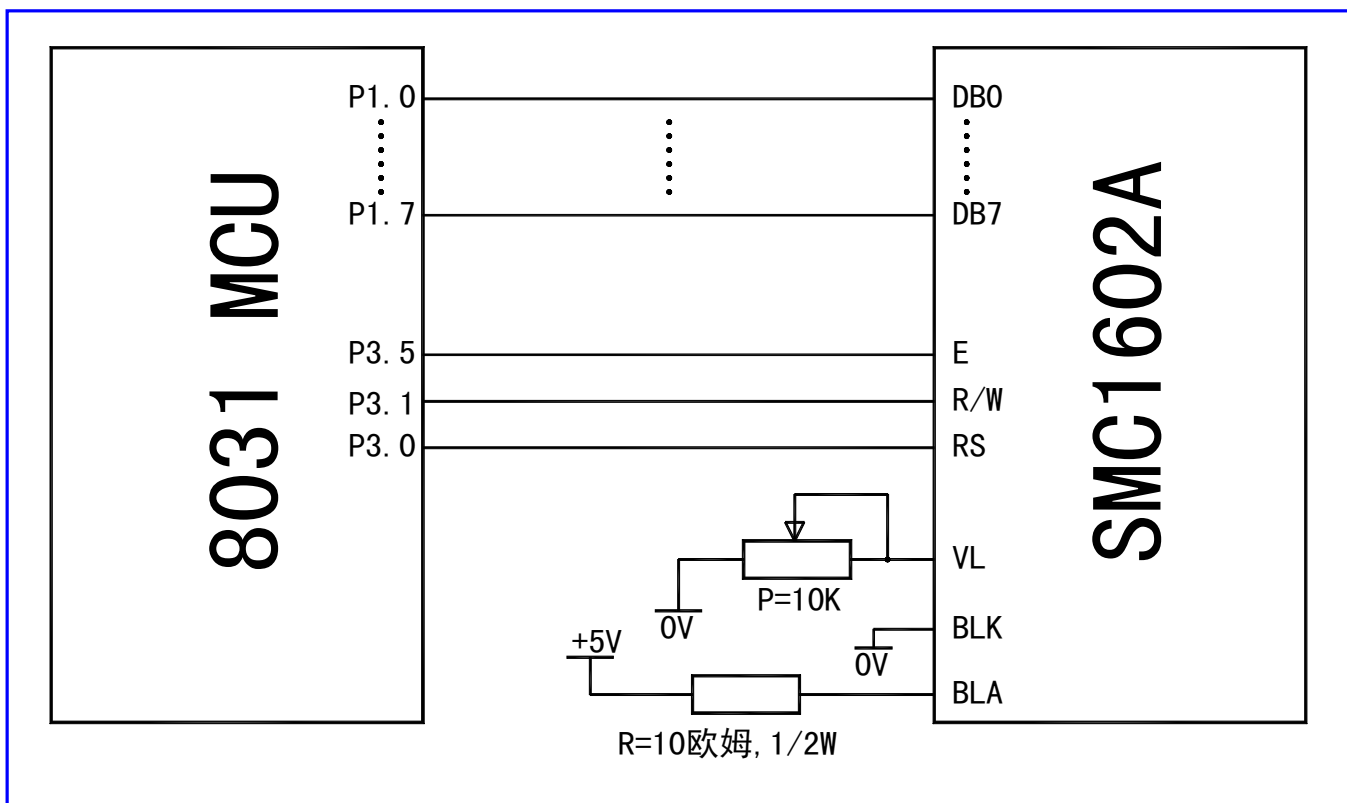 8031 MCU
P1.0
P1.7
P3.5
P3.1
P3.0
DB0
DB7
E
R/W
RS
VL
BLK
BLA
SMC1602A
P=10K
0V
0V
+5V
R=10欧姆,1/2W